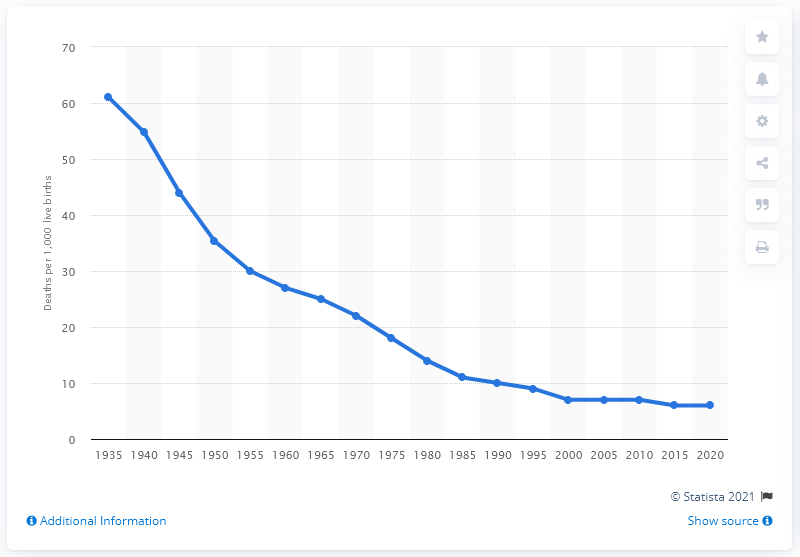 70
60
50
40
30
20
10
0
Deaths per 1,000 live births
1935 1940 1945 1950 1955 1960 1965 1970 1975 1980 1985 1990 1995 2000 2005 2010 2015 2020
© Statista 2021
Additional Information
Show source